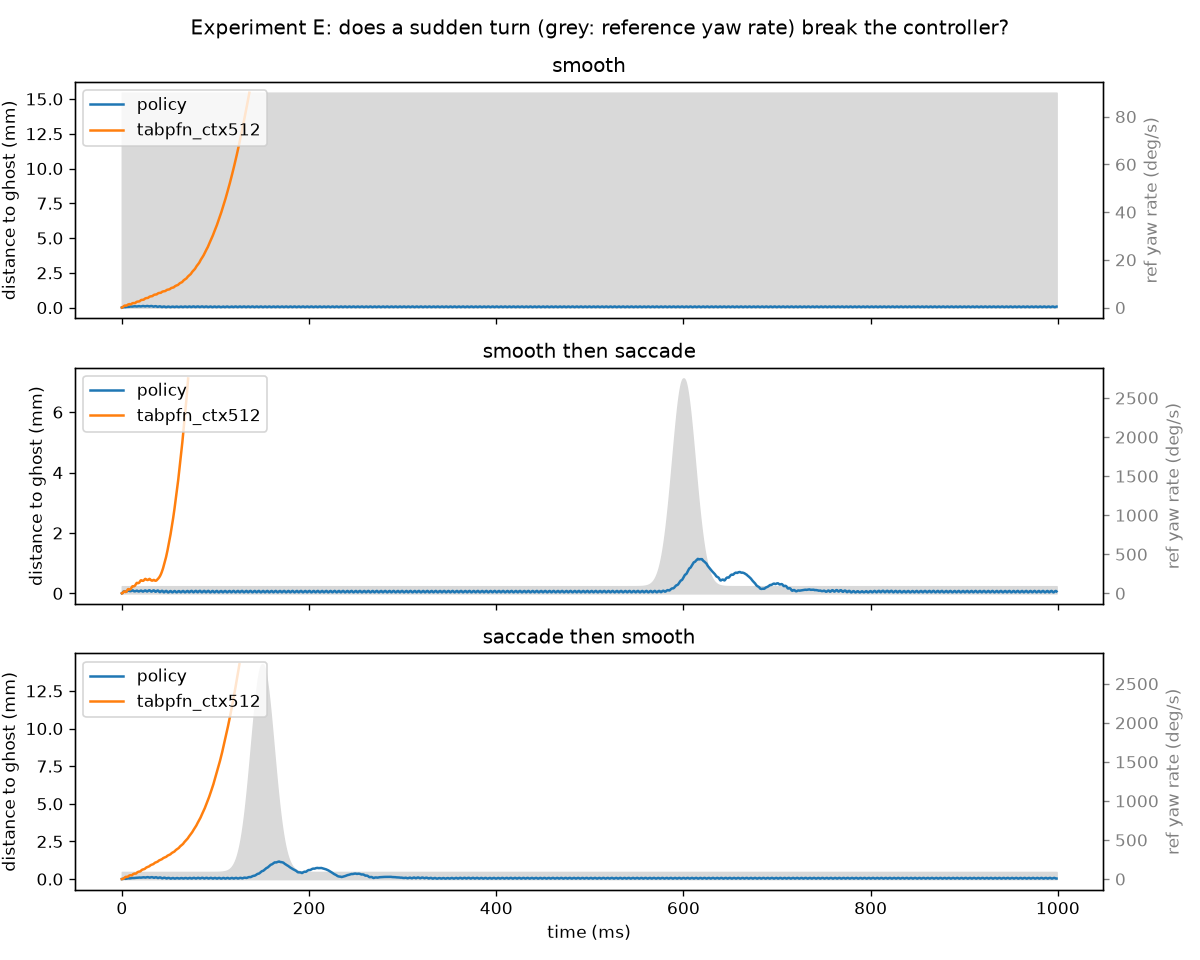 Experiment E: does a sudden turn (grey: reference yaw rate) break the controller?
smooth
policy
tabpfn_ctx512
distance to ghost (mm)
15.0
12.5
10.0
7.5
5.0
2.5
0.0
80
60
40
20
0
ref yaw rate (deg/s)
smooth then saccade
policy
tabpfn_ctx512
distance to ghost (mm)
6
4
2
0
2500
2000
1500
1000
500
0
ref yaw rate (deg/s)
saccade then smooth
policy
tabpfn_ctx512
distance to ghost (mm)
12.5
10.0
7.5
5.0
2.5
0.0
2500
2000
1500
1000
500
0
ref yaw rate (deg/s)
0 200 400 600 800 1000
time (ms)